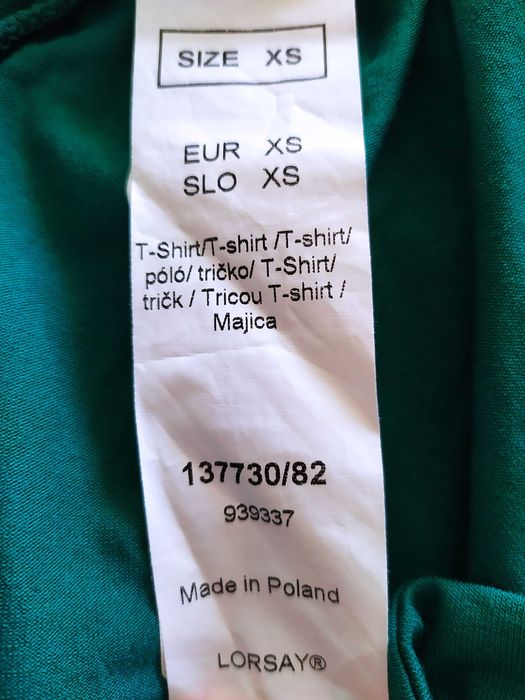 SIZE XS
EUR XS
SLO XS
T-Shirt/T-shirt /T-shirt/
póló/ tričko/ T-Shirt/
tričk / Tricou T-shirt /
Majica
137730/82
939337
Made in Poland
LORSAY®